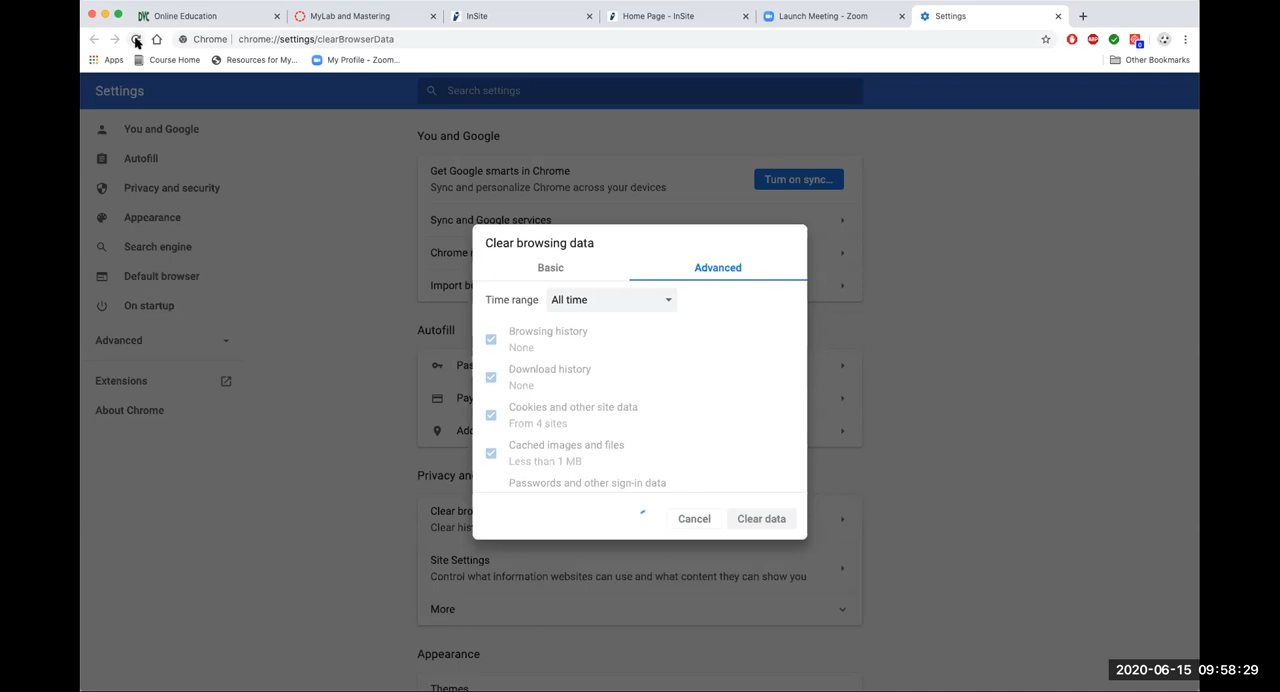 Online Education
MyLab and Mastering
InSite
Home Page - InSite
Launch Meeting - Zoom
Settings
Chrome
chrome://settings/clearBrowserData
0
Apps
Course Home
Resources for My...
My Profile - Zoom...
Other Bookmarks
Settings
Search settings
You and Google
Autofill
Privacy and security
Appearance
Search engine
Default browser
On startup
Advanced
Extensions
About Chrome
You and Google
Get Google smarts in Chrome
Sync and personalize Chrome across your devices
Turn on sync...
Sync and Google services
Chrome
Import
Autofill
Privacy
Clear
Clear
Site Settings
Control what information websites can use and what content they can show you
More
Appearance
Themes
Clear browsing data
Basic
Advanced
Time range
All time
Browsing history
None
Download history
None
Cookies and other site data
From 4 sites
Cached images and files
Less than 1 MB
Passwords and other sign-in data
Cancel
Clear data
2020-06-15 09:58:29